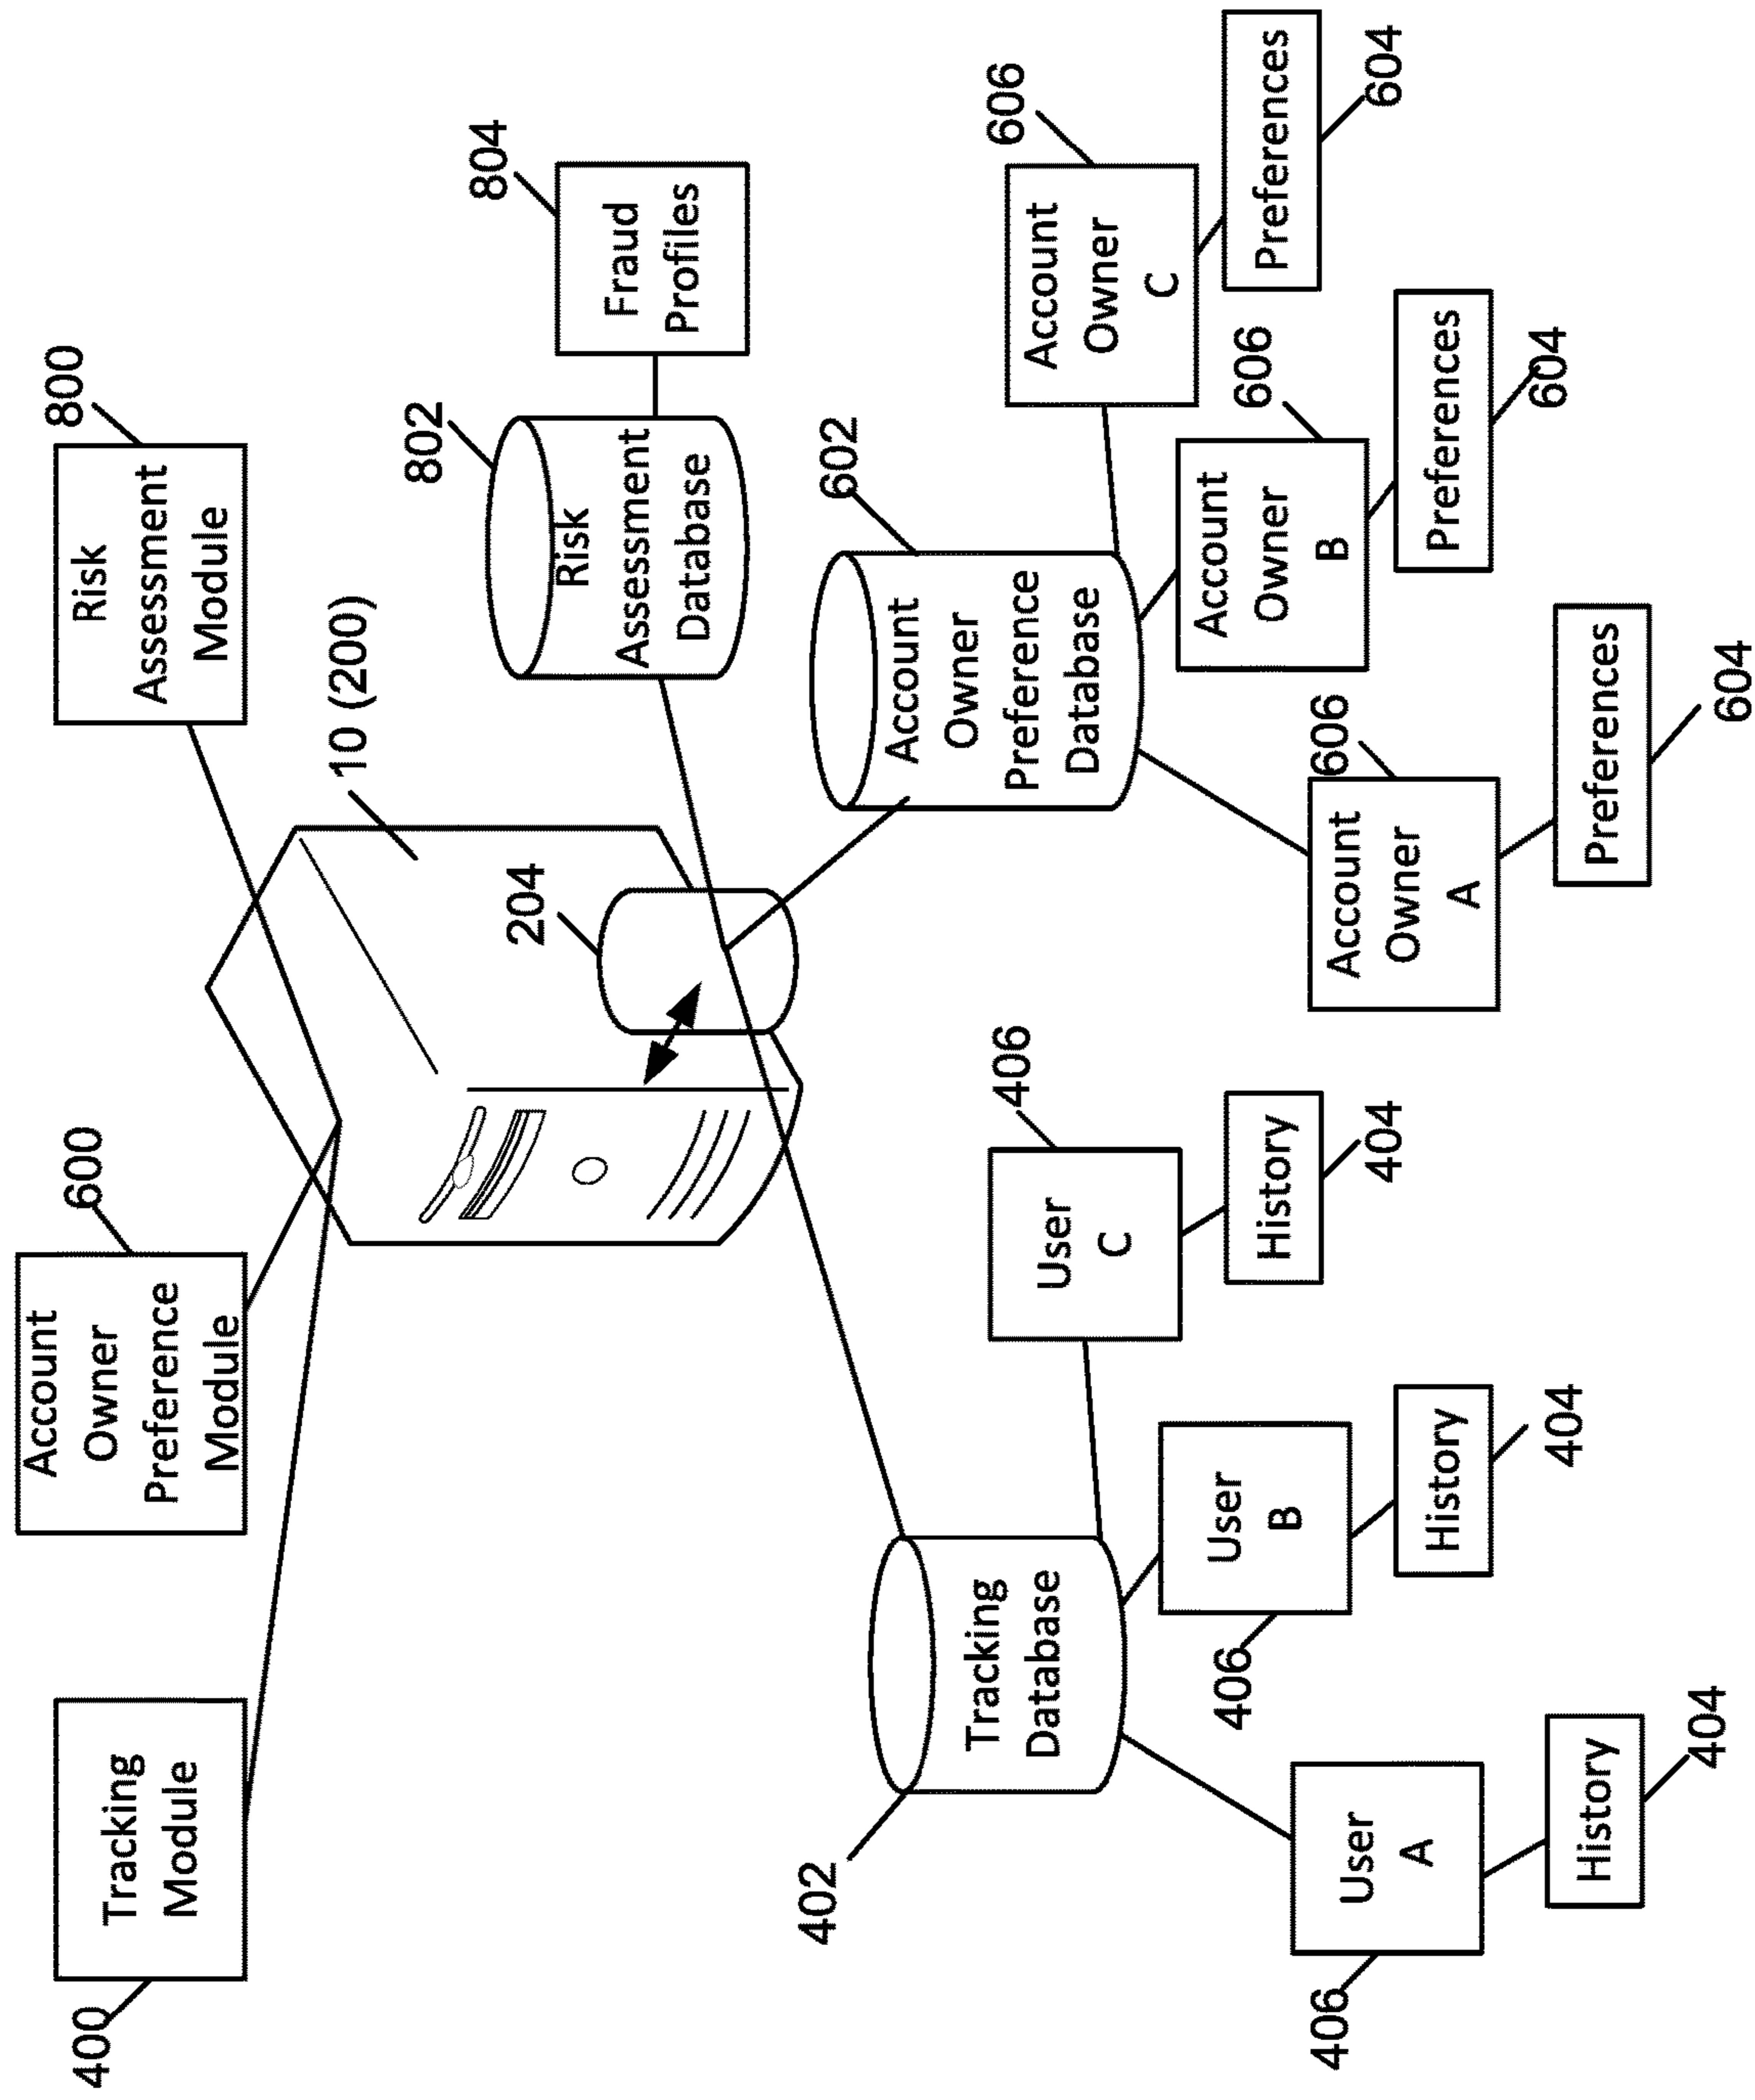 400
Tracking
Module
Account
Owner
Preference
Module
600
Risk
Assessment
Module
800
10 (200)
204
802
Risk
Assessment
Database
804
Fraud
Profiles
402
Tracking
Database
602
Account
Owner
Preference
Database
406
User
A
History
404
406
User
B
History
404
406
User
C
History
404
606
Account
Owner
A
Preferences
604
606
Account
Owner
B
Preferences
604
606
Account
Owner
C
Preferences
604